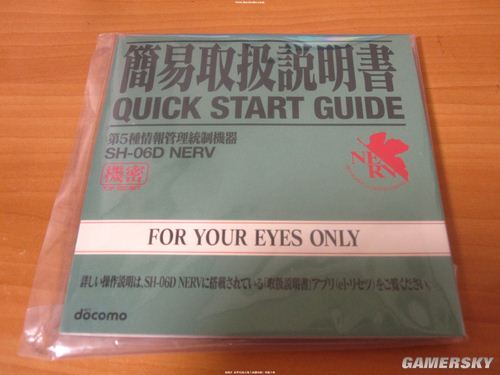 簡易取扱説明書
QUICK START GUIDE
第5種情報管理統制機器
SH-06D NERV
機密
NERV
FOR YOUR EYES ONLY
詳しい操作説明は、SH-06D NERVに搭載されている「取扱説明書」アプリ(eトリセツ)をご覧ください。
döcomo
GAMERSKY